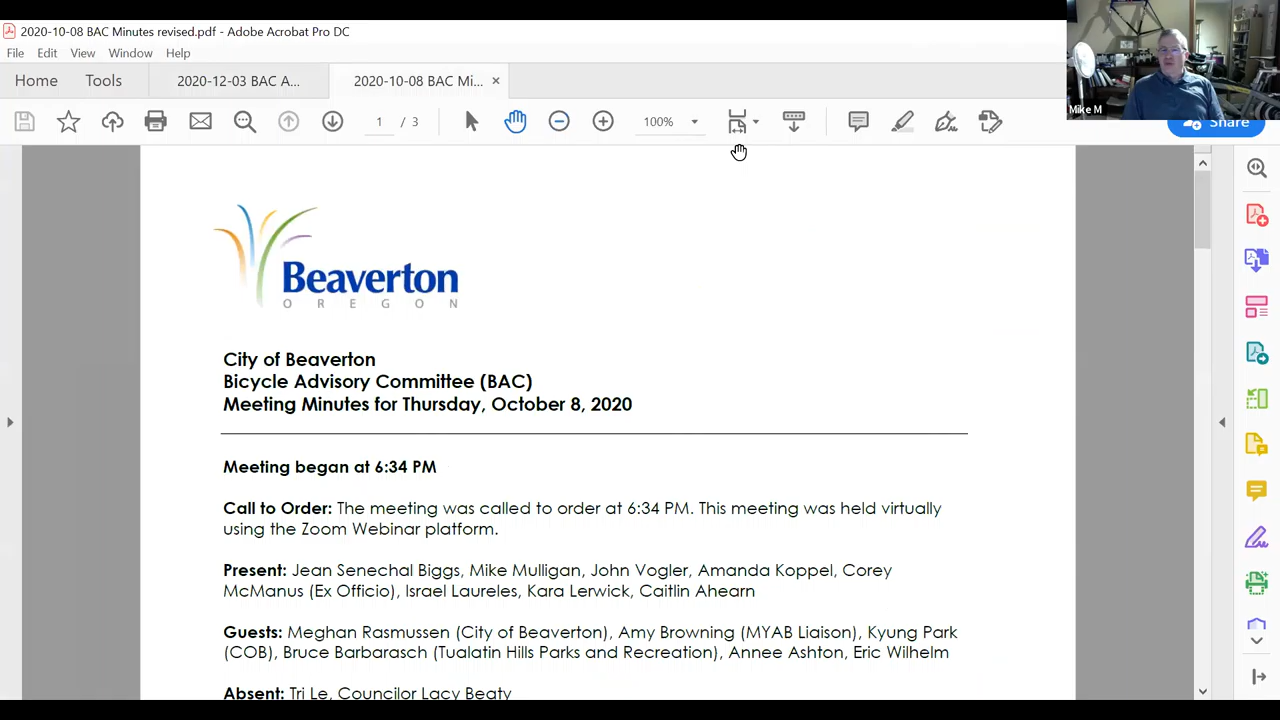 2020-10-08 BAC Minutes revised.pdf - Adobe Acrobat Pro DC
File Edit View Window Help
Home Tools 2020-12-03 BAC A... 2020-10-08 BAC Mi... ×
1 / 3 100% Share
Mike M
Beaverton
OREGON
City of Beaverton
Bicycle Advisory Committee (BAC)
Meeting Minutes for Thursday, October 8, 2020
Meeting began at 6:34 PM
Call to Order: The meeting was called to order at 6:34 PM. This meeting was held virtually
using the Zoom Webinar platform.
Present: Jean Senechal Biggs, Mike Mulligan, John Vogler, Amanda Koppel, Corey
McManus (Ex Officio), Israel Laureles, Kara Lerwick, Caitlin Ahearn
Guests: Meghan Rasmussen (City of Beaverton), Amy Browning (MYAB Liaison), Kyung Park
(COB), Bruce Barbarasch (Tualatin Hills Parks and Recreation), Annee Ashton, Eric Wilhelm
Absent: Tri Le, Councilor Lacy Beaty